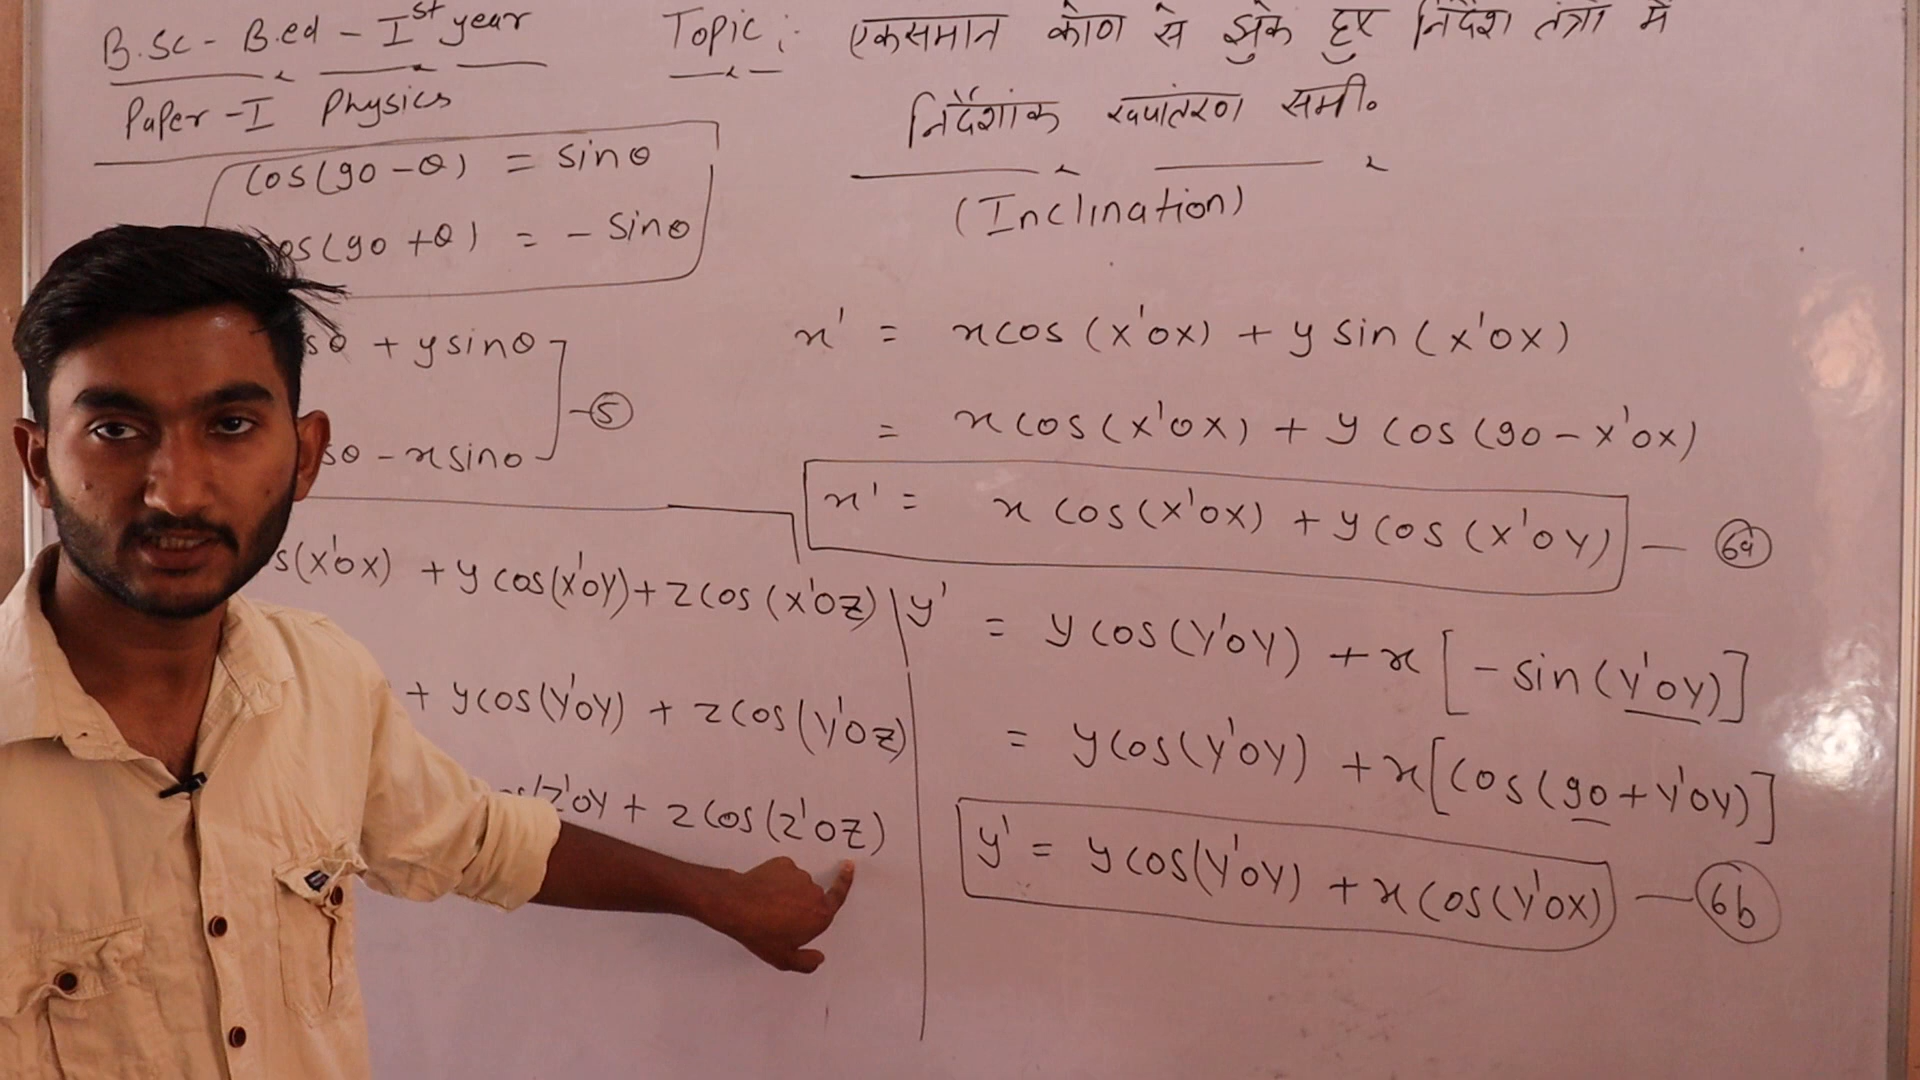 B.Sc - B.ed - Ist year
Paper - I Physics
Topic :- एकसमान कोण से झुके हुए निर्देश तंत्रो में
निर्देशांक रूपांतरण समी०
(Inclination)
cos(90 - θ) = sinθ
os(90 + θ) = - sinθ
sθ + y sinθ
sθ - x sinθ
- 5
s(x'ox) + y cos(x'oy) + z cos(x'oz)
+ y cos(y'oy) + z cos(y'oz)
z'oy + z cos(z'oz)
x' = x cos(x'ox) + y sin(x'ox)
= x cos(x'ox) + y cos(90 - x'ox)
x' = x cos(x'ox) + y cos(x'oy) - 6a
y' = y cos(y'oy) + x[- sin(y'oy)]
= y cos(y'oy) + x[cos(90 + y'oy)]
y' = y cos(y'oy) + x cos(y'ox) - 6b